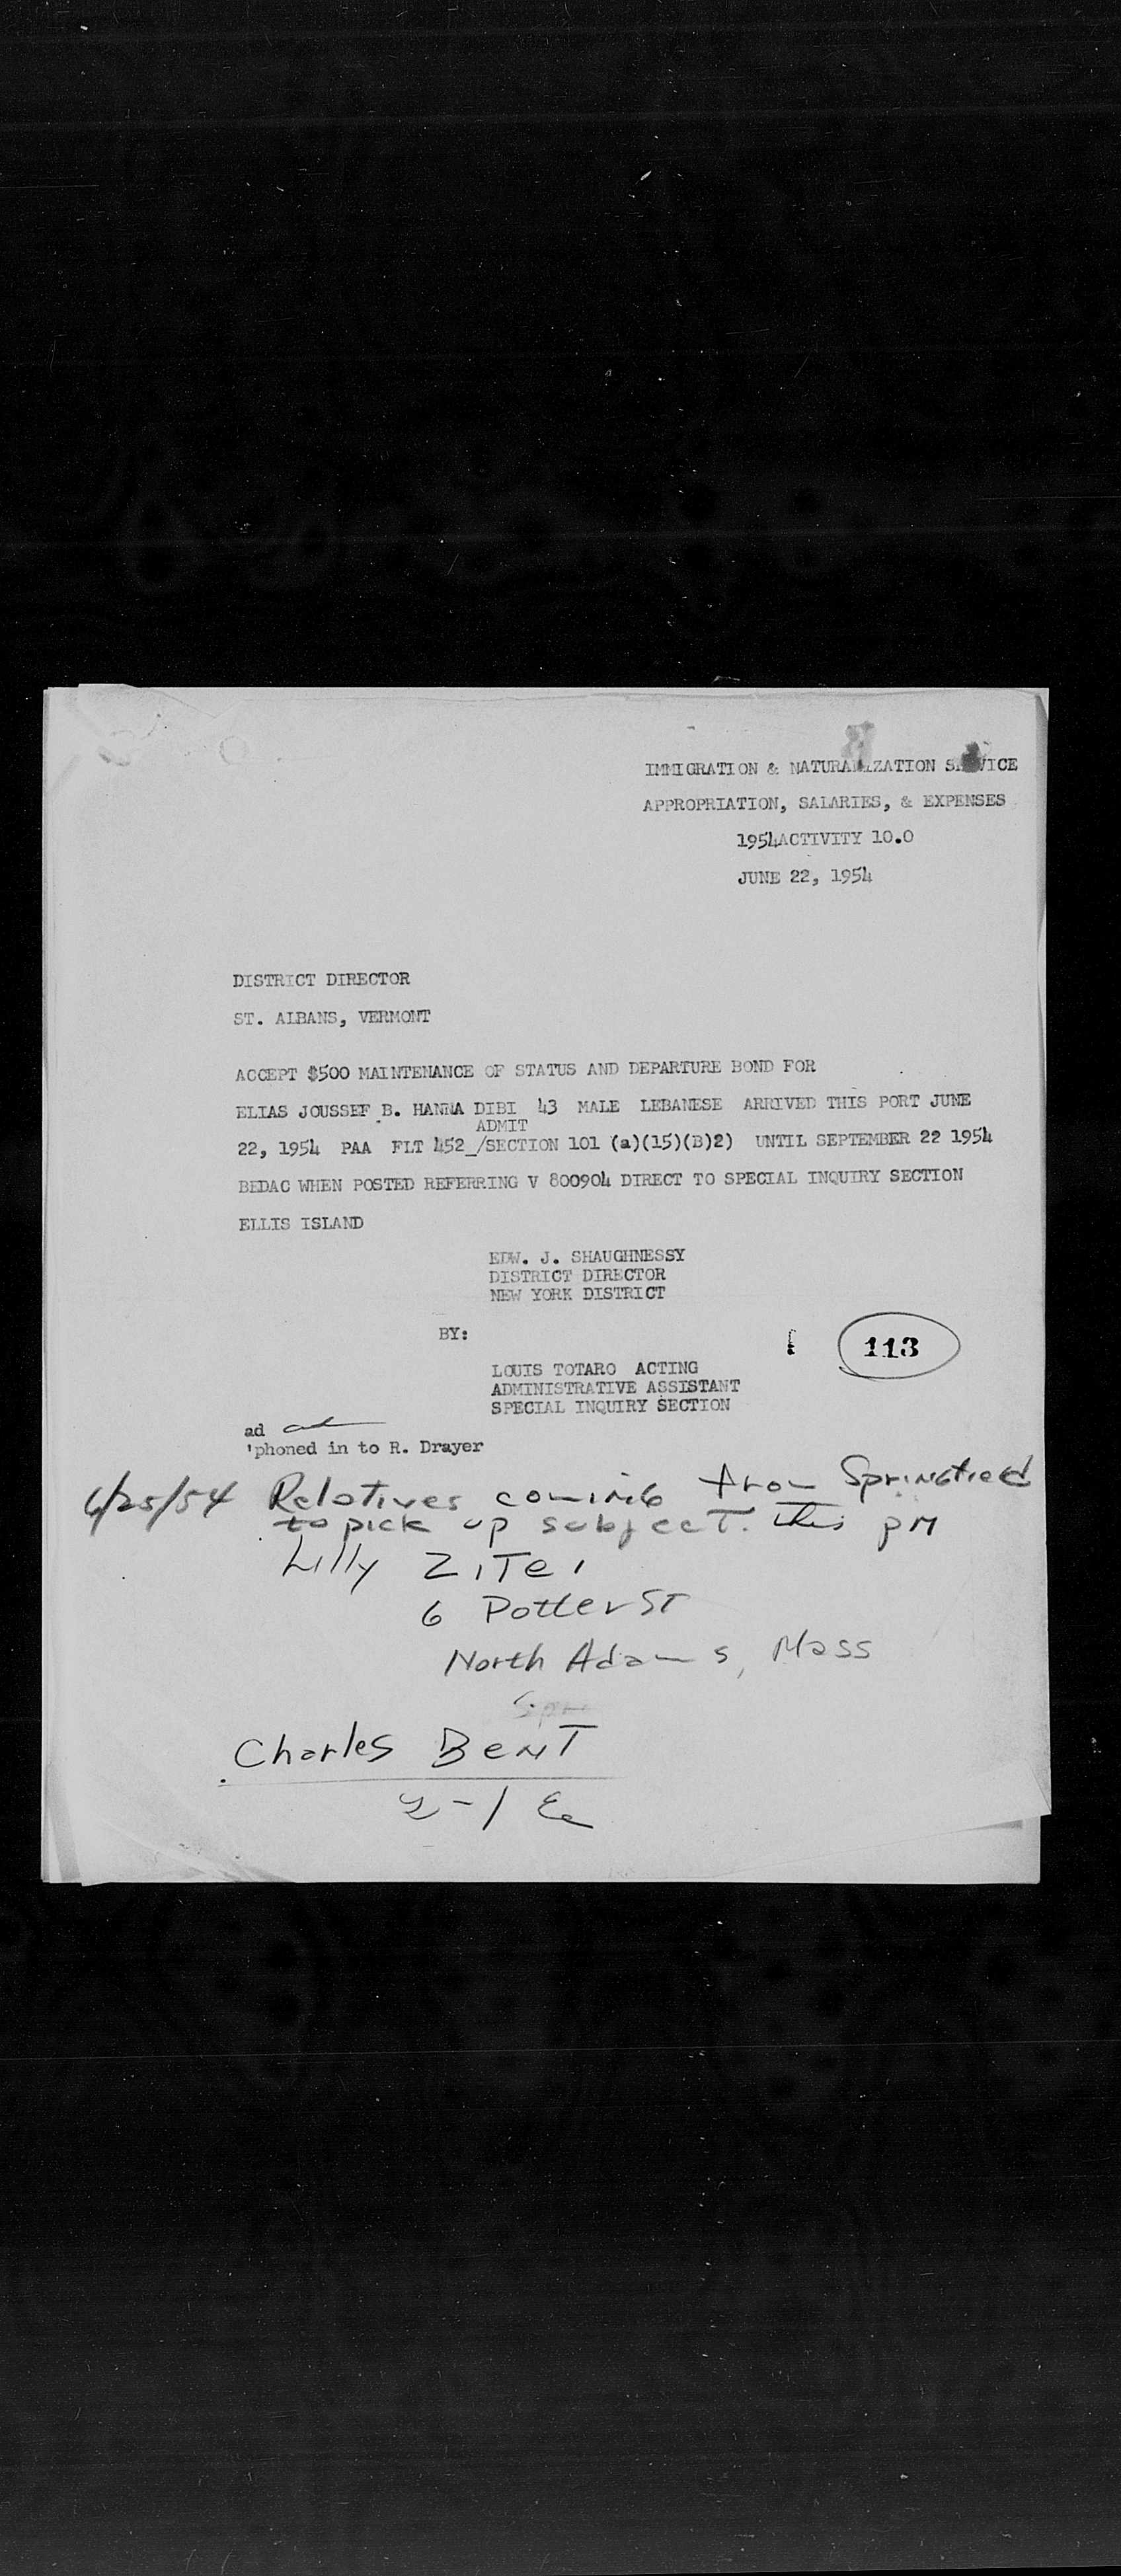 IMMIGRATION & NATURALIZATION SERVICE
APPROPRIATION, SALARIES, & EXPENSES
1954ACTIVITY 10.0
JUNE 22, 1954
DISTRICT DIRECTOR
ST. ALBANS, VERMONT
ACCEPT $500 MAINTENANCE OF STATUS AND DEPARTURE BOND FOR
ELIAS JOUSSEF B. HANNA DIBI 43 MALE LEBANESE ARRIVED THIS PORT JUNE
ADMIT
22, 1954 PAA FLT 452_/SECTION 101 (a)(15)(B)2) UNTIL SEPTEMBER 22 1954
BEDAC WHEN POSTED REFERRING V 800904 DIRECT TO SPECIAL INQUIRY SECTION
ELLIS ISLAND
EDW. J. SHAUGHNESSY
DISTRICT DIRECTOR
NEW YORK DISTRICT
BY:
113
LOUIS TOTARO ACTING
ADMINISTRATIVE ASSISTANT
SPECIAL INQUIRY SECTION
ad
'phoned in to R. Drayer
6/25/54 Relatives coming from Springfield
to pick up subject. this pm
Lilly
6 Potter ST
North Adams, Mass
Charles BenT